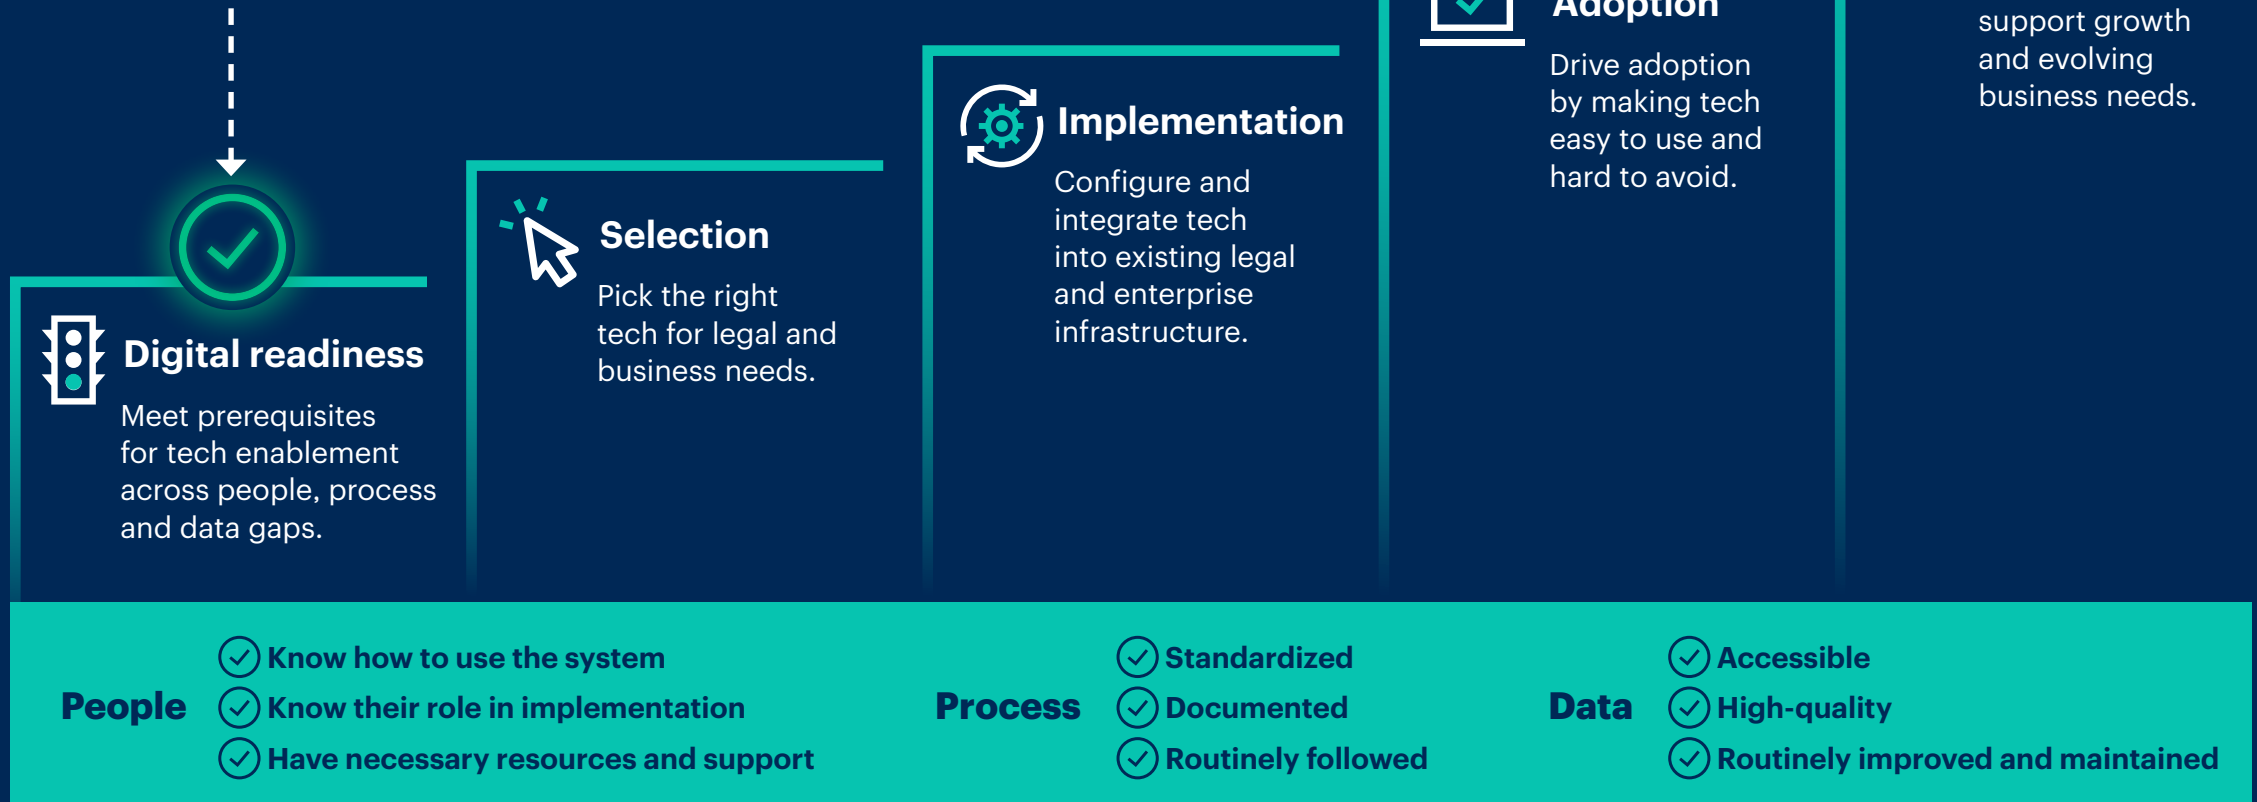 Digital readiness
Meet prerequisites
for tech enablement
across people, process
and data gaps.
Selection
Pick the right
tech for legal and
business needs.
Implementation
Configure and
integrate tech
into existing legal
and enterprise
infrastructure.
Adoption
Drive adoption
by making tech
easy to use and
hard to avoid.
support growth
and evolving
business needs.
People
Know how to use the system
Know their role in implementation
Have necessary resources and support
Process
Standardized
Documented
Routinely followed
Data
Accessible
High-quality
Routinely improved and maintained